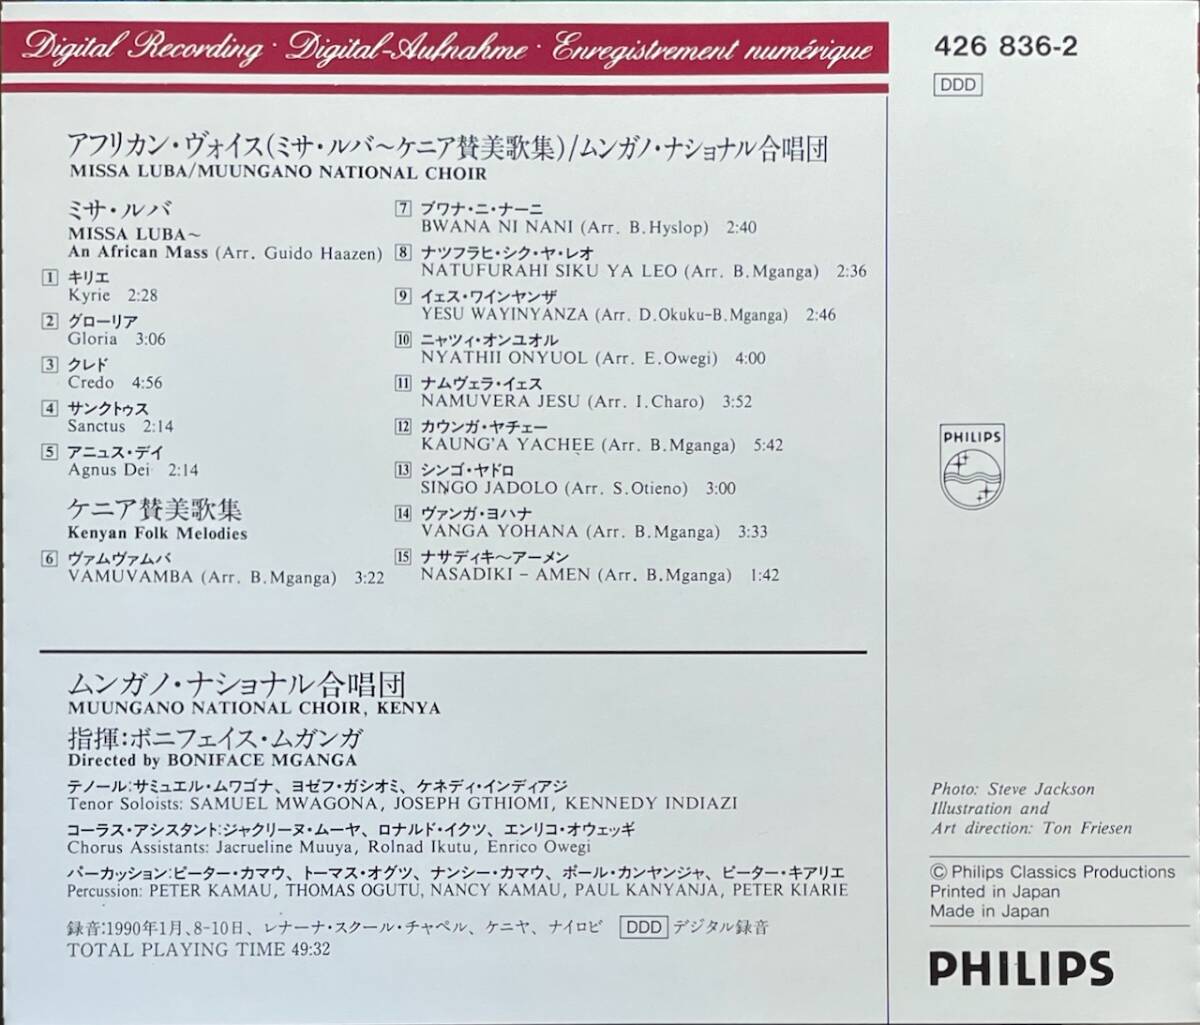 Digital Recording · Digital-Aufnahme · Enregistrement numérique
426 836-2
DDD
アフリカン・ヴォイス(ミサ・ルバ〜ケニア賛美歌集)/ムンガノ・ナショナル合唱団
MISSA LUBA/MUUNGANO NATIONAL CHOIR
ミサ・ルバ
MISSA LUBA~
An African Mass (Arr. Guido Haazen)
1 キリエ
Kyrie 2:28
2 グローリア
Gloria 3:06
3 クレド
Credo 4:56
4 サンクトゥス
Sanctus 2:14
5 アニュス・デイ
Agnus Dei 2:14
ケニア賛美歌集
Kenyan Folk Melodies
6 ヴァムヴァムバ
VAMUVAMBA (Arr. B.Mganga) 3:22
7 ブワナ・ニ・ナーニ
BWANA NI NANI (Arr. B.Hyslop) 2:40
8 ナツフラヒ・シク・ヤ・レオ
NATUFURAHI SIKU YA LEO (Arr. B.Mganga) 2:36
9 イェス・ワインヤンザ
YESU WAYINYANZA (Arr. D.Okuku-B.Mganga) 2:46
10 ニャツィ・オンユオル
NYATHII ONYUOL (Arr. E.Owegi) 4:00
11 ナムヴェラ・イェス
NAMUVERA JESU (Arr. I.Charo) 3:52
12 カウンガ・ヤチェー
KAUNG'A YACHEE (Arr. B.Mganga) 5:42
13 シンゴ・ヤドロ
SINGO JADOLO (Arr. S.Otieno) 3:00
14 ヴァンガ・ヨハナ
VANGA YOHANA (Arr. B.Mganga) 3:33
15 ナサディキ〜アーメン
NASADIKI – AMEN (Arr. B.Mganga) 1:42
PHILIPS
ムンガノ・ナショナル合唱団
MUUNGANO NATIONAL CHOIR, KENYA
指揮:ボニフェイス・ムガンガ
Directed by BONIFACE MGANGA
テノール:サミュエル・ムワゴナ、ヨゼフ・ガシオミ、ケネディ・インディアジ
Tenor Soloists: SAMUEL MWAGONA, JOSEPH GTHIOMI, KENNEDY INDIAZI
コーラス・アシスタント:ジャクリーヌ・ムーヤ、ロナルド・イクツ、エンリコ・オウェッギ
Chorus Assistants: Jacrueline Muuya, Rolnad Ikutu, Enrico Owegi
パーカッション:ピーター・カマウ、トーマス・オグツ、ナンシー・カマウ、ポール・カンヤンジャ、ピーター・キアリエ
Percussion: PETER KAMAU, THOMAS OGUTU, NANCY KAMAU, PAUL KANYANJA, PETER KIARIE
録音:1990年1月、8-10日、レナーナ・スクール・チャペル、ケニヤ、ナイロビ DDD デジタル録音
TOTAL PLAYING TIME 49:32
Photo: Steve Jackson
Illustration and
Art direction: Ton Friesen
© Philips Classics Productions
Printed in Japan
Made in Japan
PHILIPS